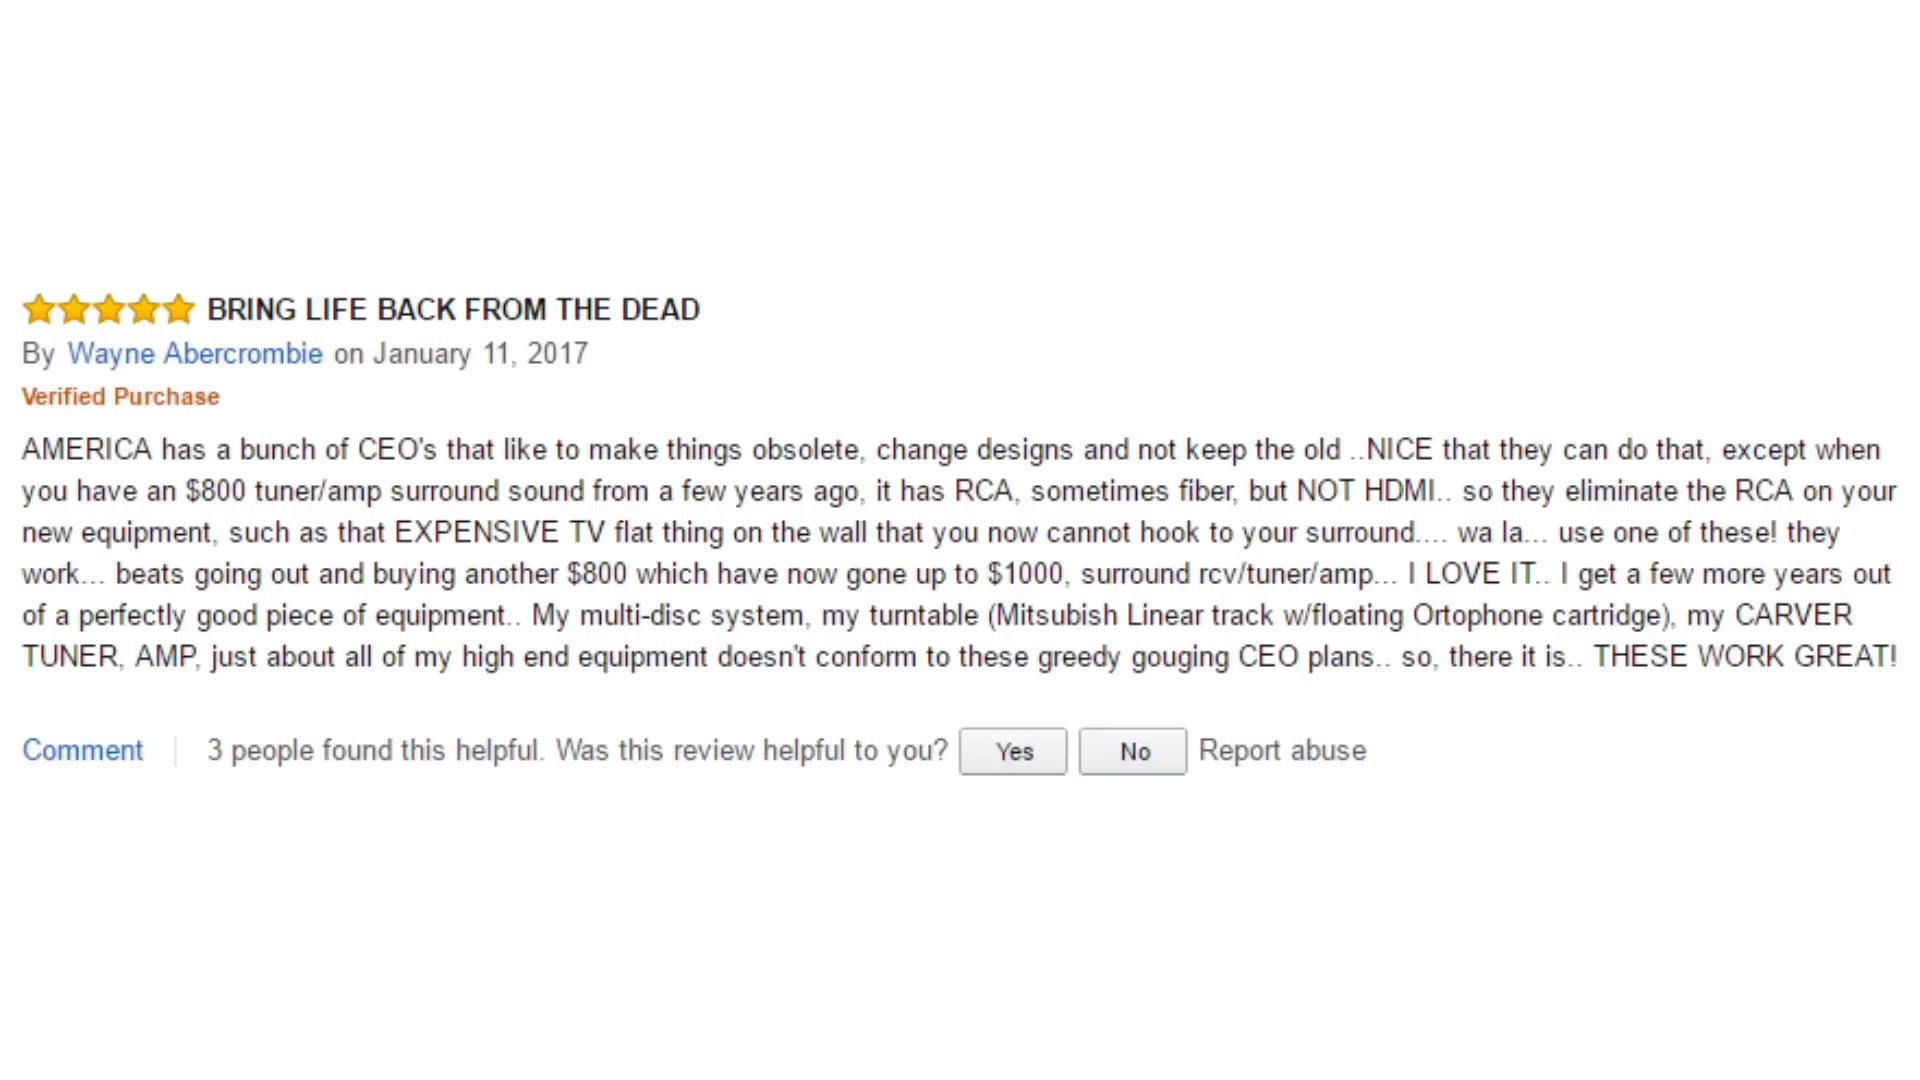 BRING LIFE BACK FROM THE DEAD
By Wayne Abercrombie on January 11, 2017
Verified Purchase
AMERICA has a bunch of CEO's that like to make things obsolete, change designs and not keep the old ..NICE that they can do that, except when
you have an $800 tuner/amp surround sound from a few years ago, it has RCA, sometimes fiber, but NOT HDMI.. so they eliminate the RCA on your
new equipment, such as that EXPENSIVE TV flat thing on the wall that you now cannot hook to your surround.... wa la... use one of these! they
work... beats going out and buying another $800 which have now gone up to $1000, surround rcv/tuner/amp... I LOVE IT.. I get a few more years out
of a perfectly good piece of equipment.. My multi-disc system, my turntable (Mitsubish Linear track w/floating Ortophone cartridge), my CARVER
TUNER, AMP, just about all of my high end equipment doesn't conform to these greedy gouging CEO plans.. so, there it is.. THESE WORK GREAT!
Comment 3 people found this helpful. Was this review helpful to you? Yes No Report abuse